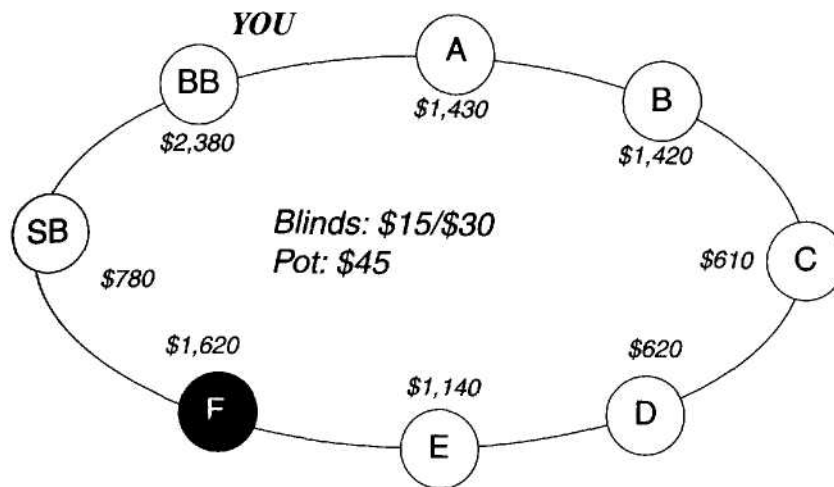 YOU
A
BB
B
$1,430
$2,380
$1,420
SB
Blinds: $15/$30
Pot: $45
$610
C
$780
$1,620
$620
F
$1,140
D
E